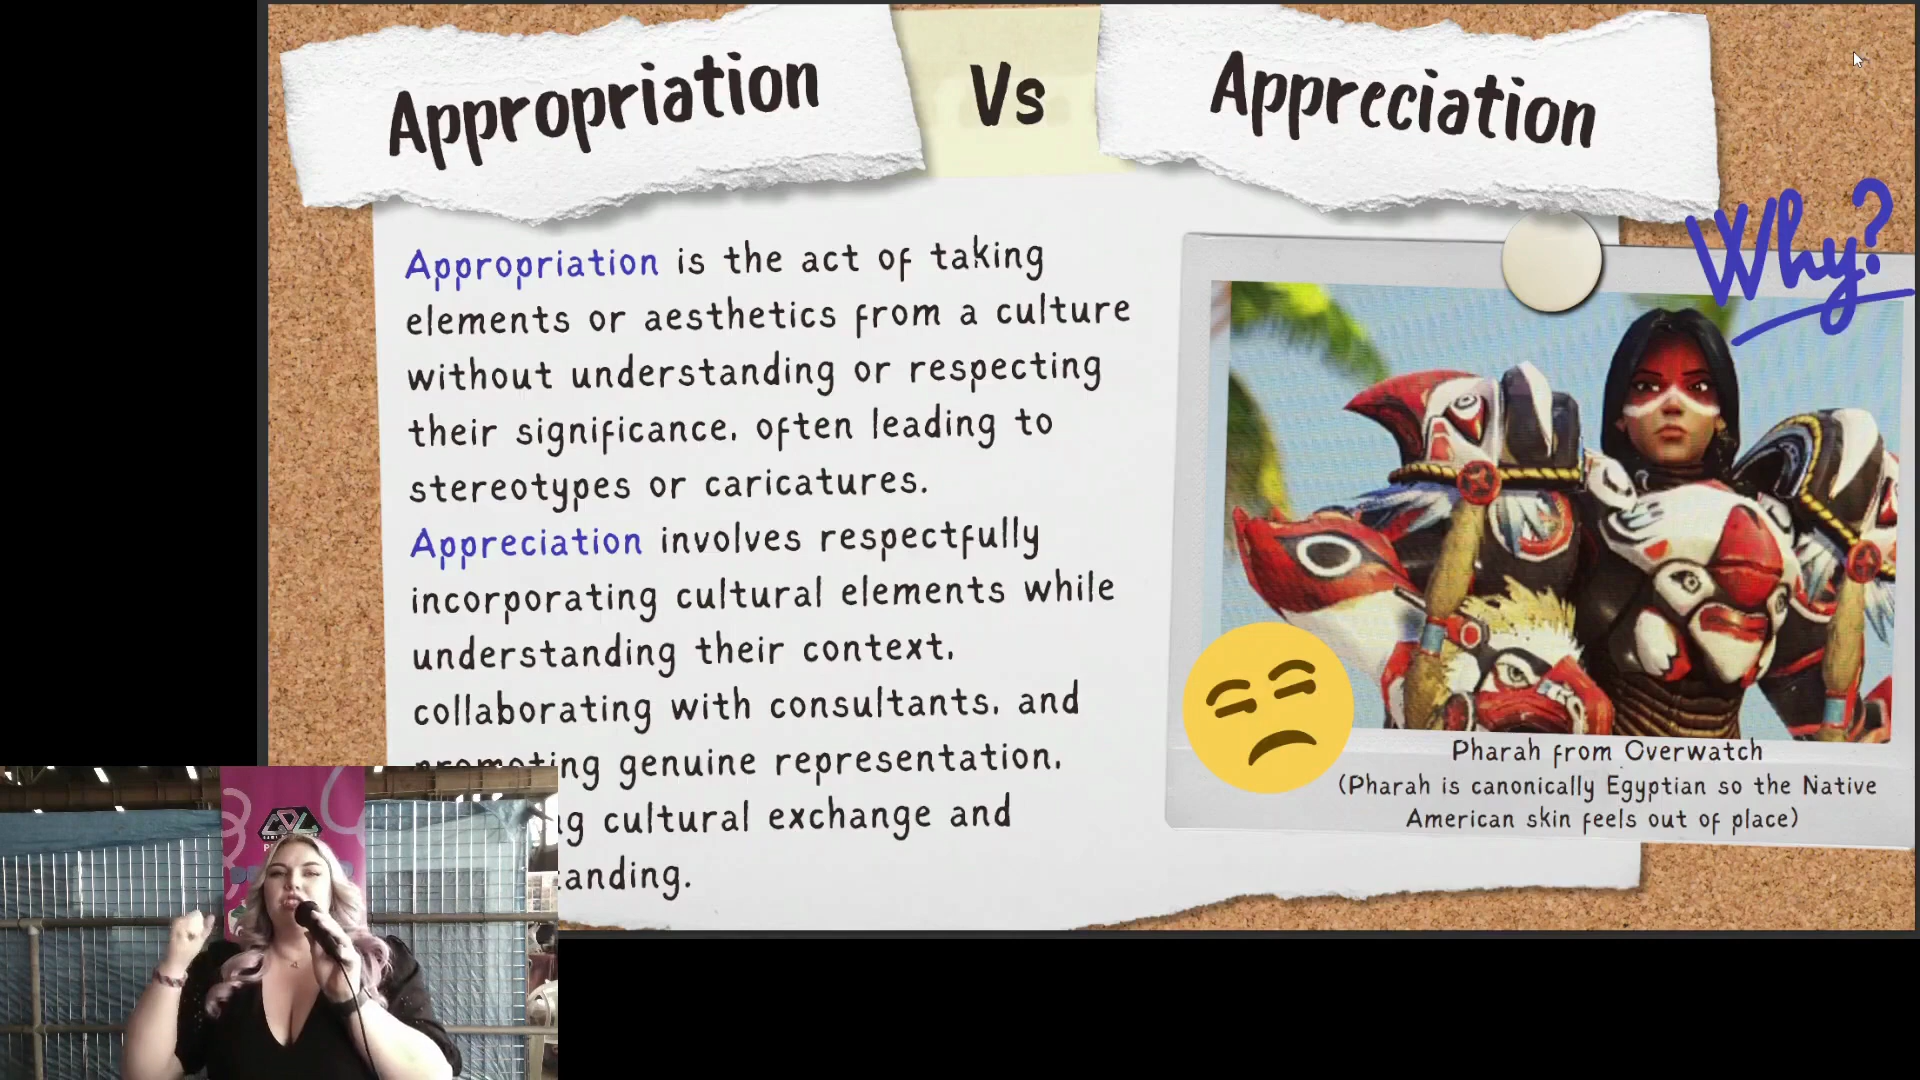 Appropriation
Vs
Appreciation
Why?
Appropriation is the act of taking
elements or aesthetics from a culture
without understanding or respecting
their significance, often leading to
stereotypes or caricatures.
Appreciation involves respectfully
incorporating cultural elements while
understanding their context,
collaborating with consultants, and
promoting genuine representation,
cultural exchange and
Pharah from Overwatch
(Pharah is canonically Egyptian so the Native
American skin feels out of place)